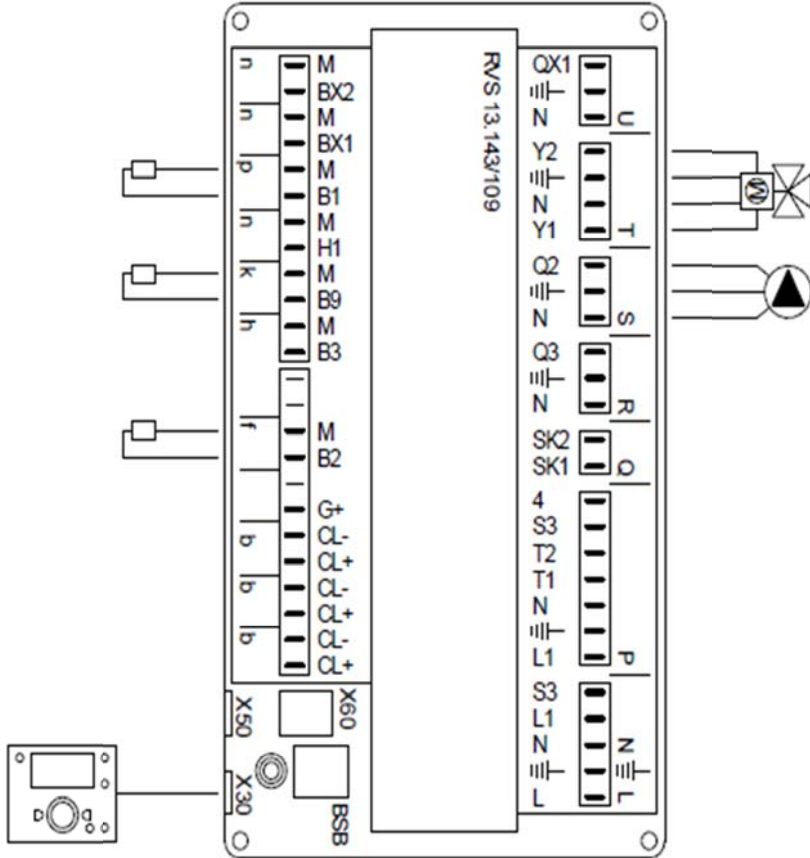 n
M
BX2
n
M
BX1
p
M
B1
n
M
H1
k
M
B9
h
M
B3
f
M
B2
G+
b
CL-
CL+
b
CL-
CL+
b
CL-
CL+
X50
X60
X30
BSB
RVS 13.143/109
QX1
N
U
Y2
N
Y1
T
M
Q2
N
S
Q3
N
R
SK2
SK1
Q
4
S3
T2
T1
N
L1
P
S3
L1
N
L
N
L